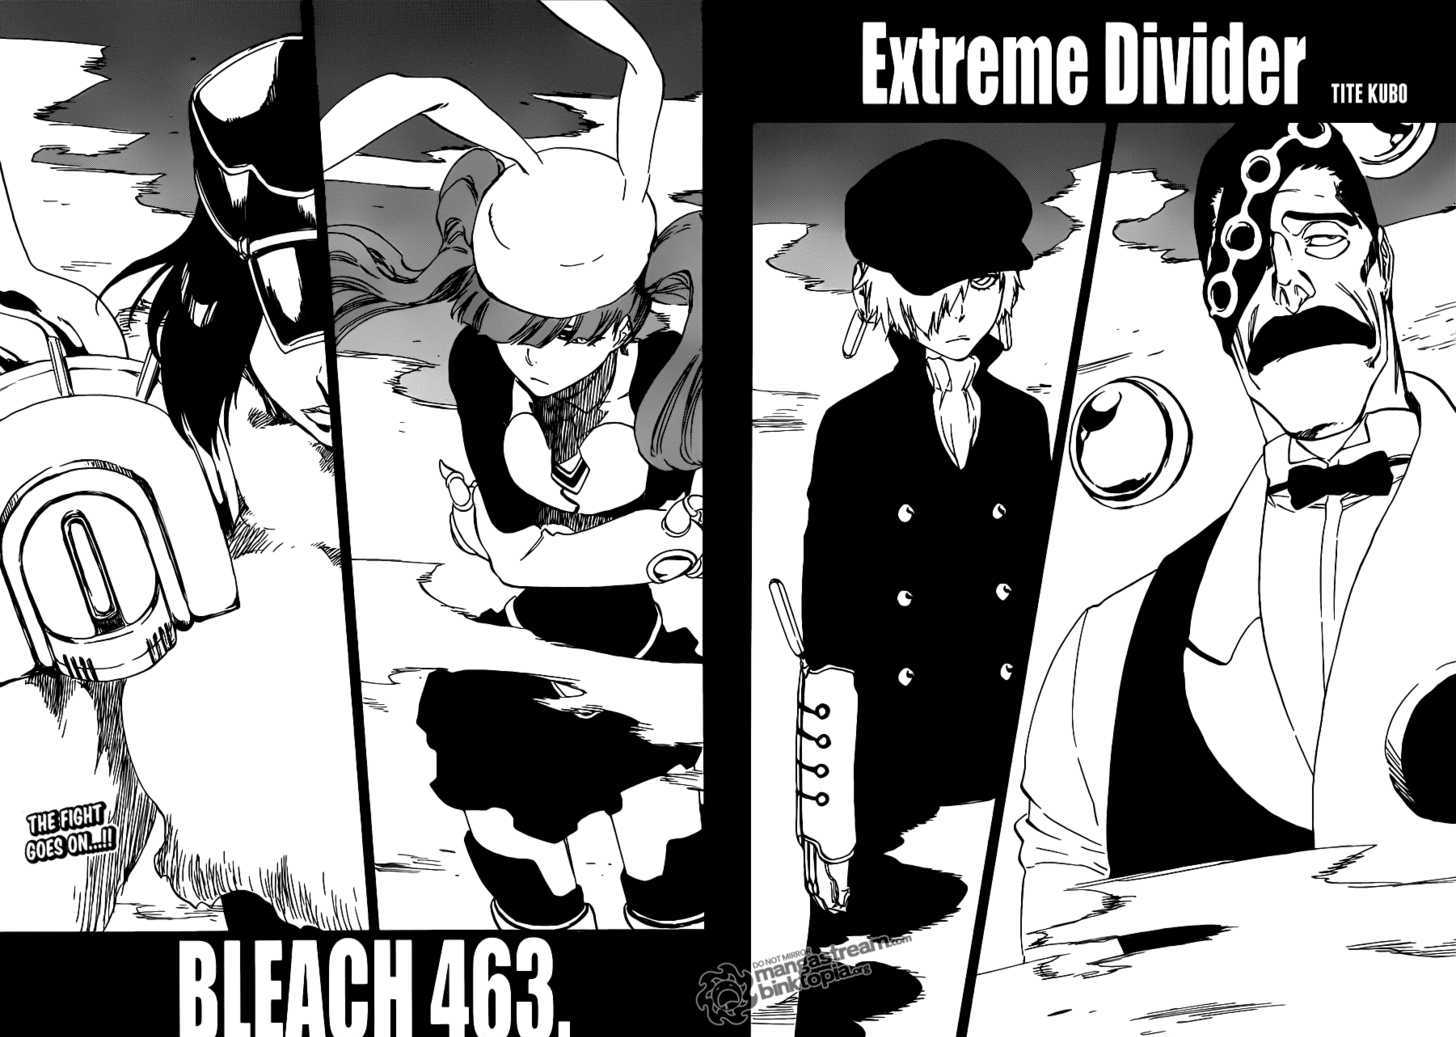 Extreme Divider
TITE KUBO
THE FIGHT
GOES ON...!!
BLEACH 463.
DO NOT MIRROR
mangastream.com
binktopia.org